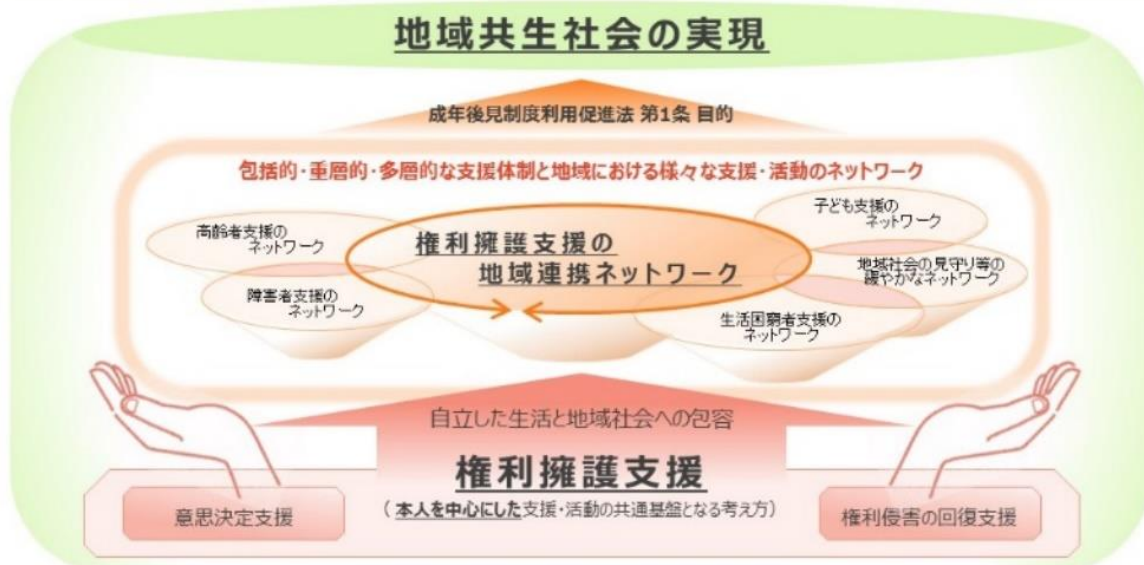 地域共生社会の実現
成年後見制度利用促進法 第1条 目的
包括的・重層的・多層的な支援体制と地域における様々な支援・活動のネットワーク
高齢者支援の
ネットワーク
障害者支援の
ネットワーク
権利擁護支援の
地域連携ネットワーク
子ども支援の
ネットワーク
地域社会の見守り等の
緩やかなネットワーク
生活困窮者支援の
ネットワーク
自立した生活と地域社会への包容
権利擁護支援
（本人を中心にした支援・活動の共通基盤となる考え方）
意思決定支援
権利侵害の回復支援